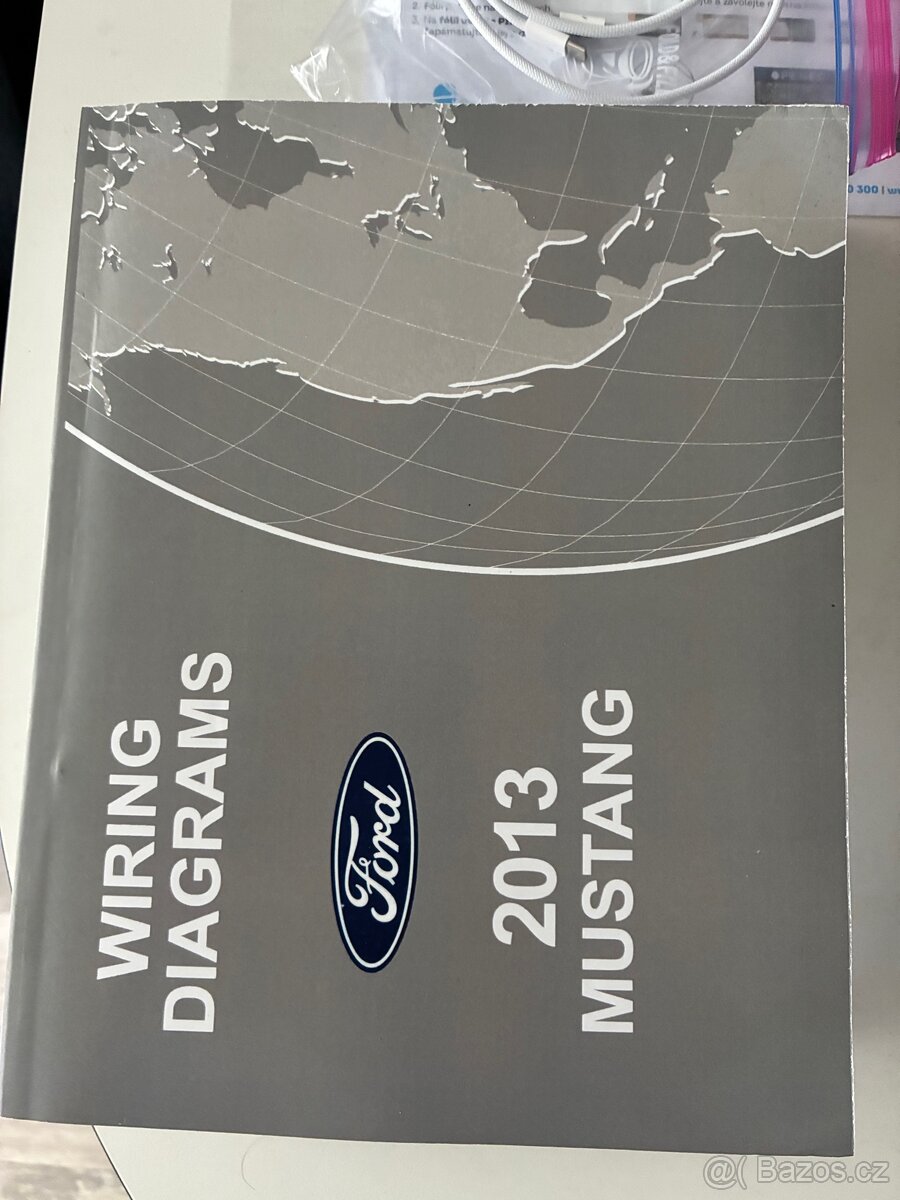 WIRING
DIAGRAMS
Ford
2013
MUSTANG
@( Bazos.cz